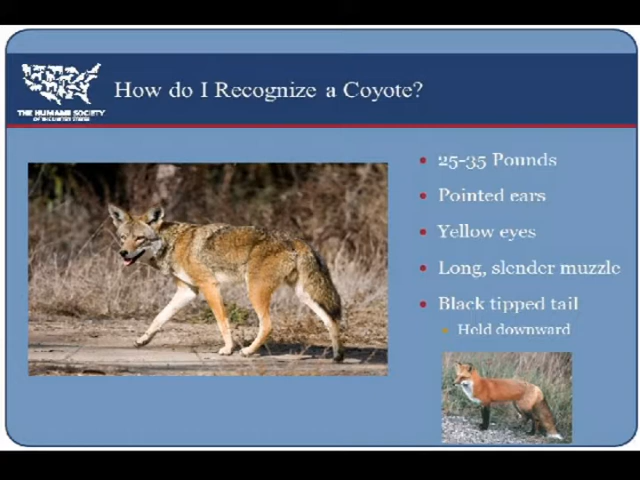 How do I Recognize a Coyote?
THE HUMANE SOCIETY
OF THE UNITED STATES
• 25-35 Pounds
• Pointed ears
• Yellow eyes
• Long, slender muzzle
• Black tipped tail
• Held downward